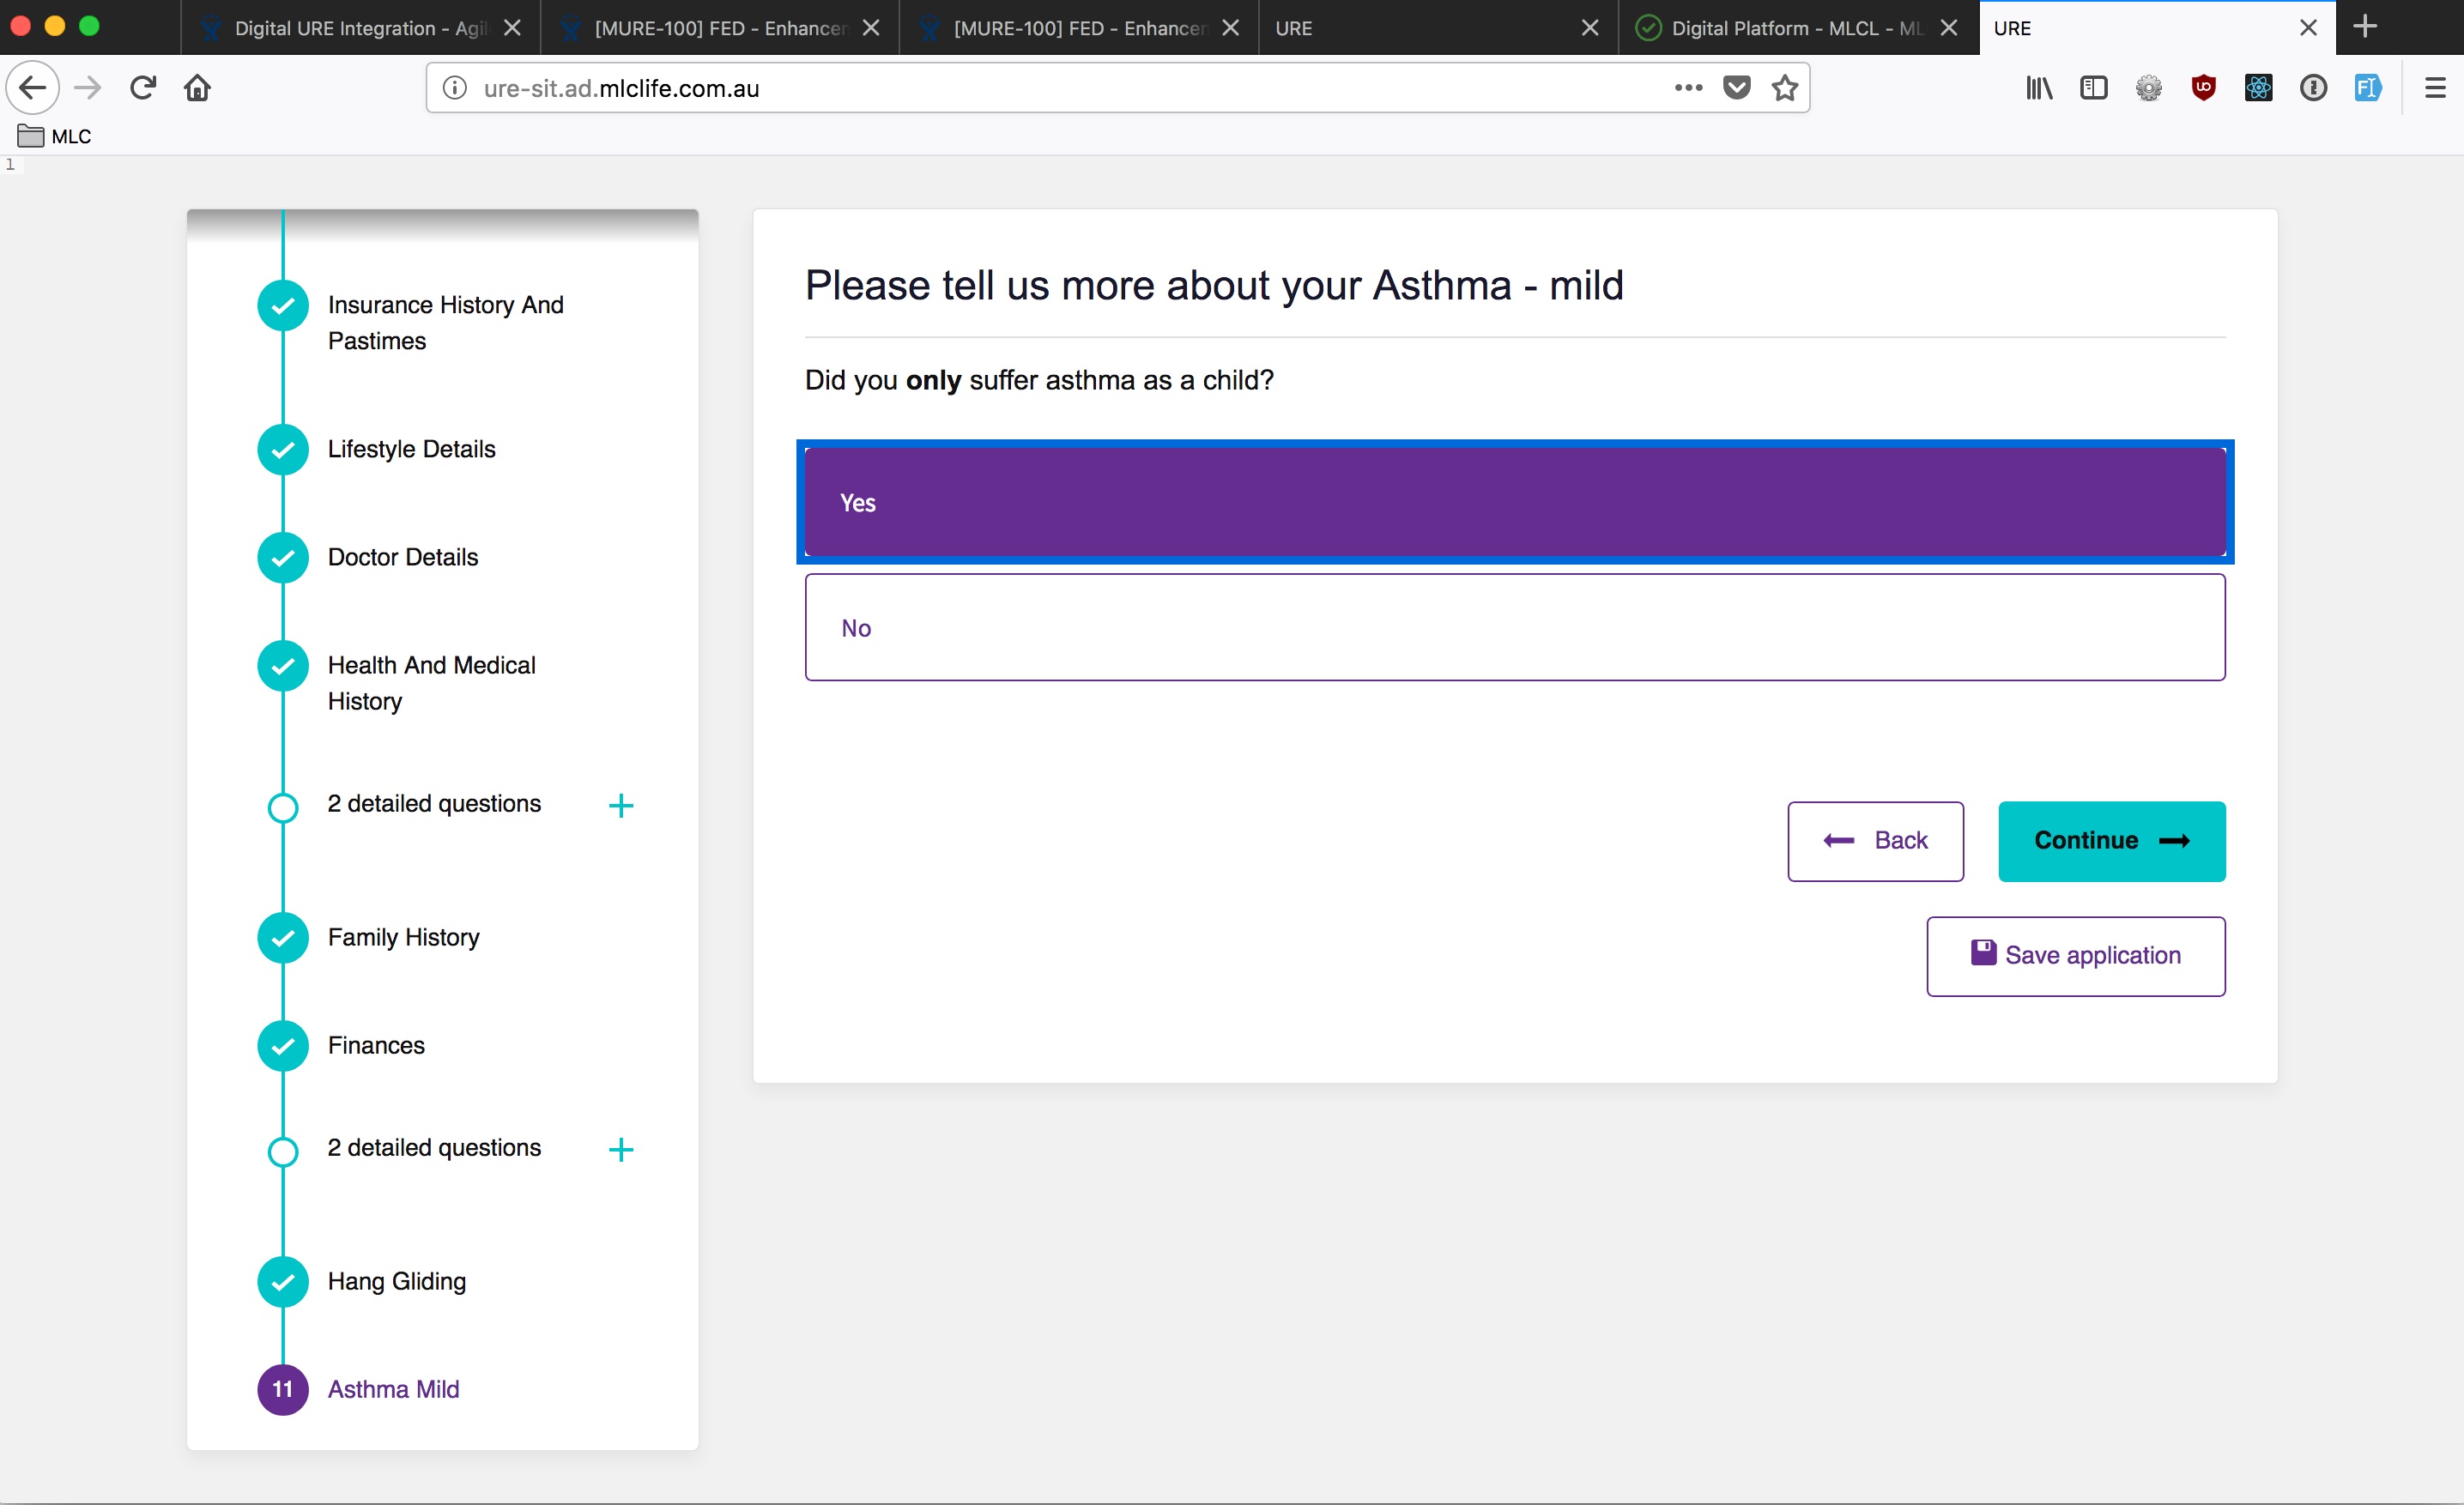 Digital URE Integration - Agil
[MURE-100] FED - Enhancem
[MURE-100] FED - Enhancem
URE
Digital Platform - MLCL - ML
URE
ure-sit.ad.mlclife.com.au
MLC
1
Insurance History And
Pastimes
Lifestyle Details
Doctor Details
Health And Medical
History
2 detailed questions
Family History
Finances
2 detailed questions
Hang Gliding
11 Asthma Mild
Please tell us more about your Asthma - mild
Did you only suffer asthma as a child?
Yes
No
Back
Continue
Save application